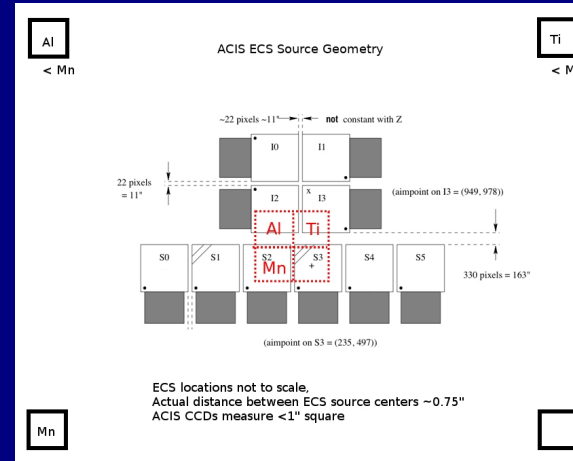 Al
Ti
< Mn
< M
ACIS ECS Source Geometry
~22 pixels ~11"
not constant with Z
I0
I1
22 pixels
= 11"
I2
x
I3
(aimpoint on I3 = (949, 978))
Al
Ti
S0
S1
S2
S3
S4
S5
Mn
+
330 pixels = 163"
(aimpoint on S3 = (235, 497))
ECS locations not to scale,
Actual distance between ECS source centers ~0.75"
ACIS CCDs measure <1" square
Mn